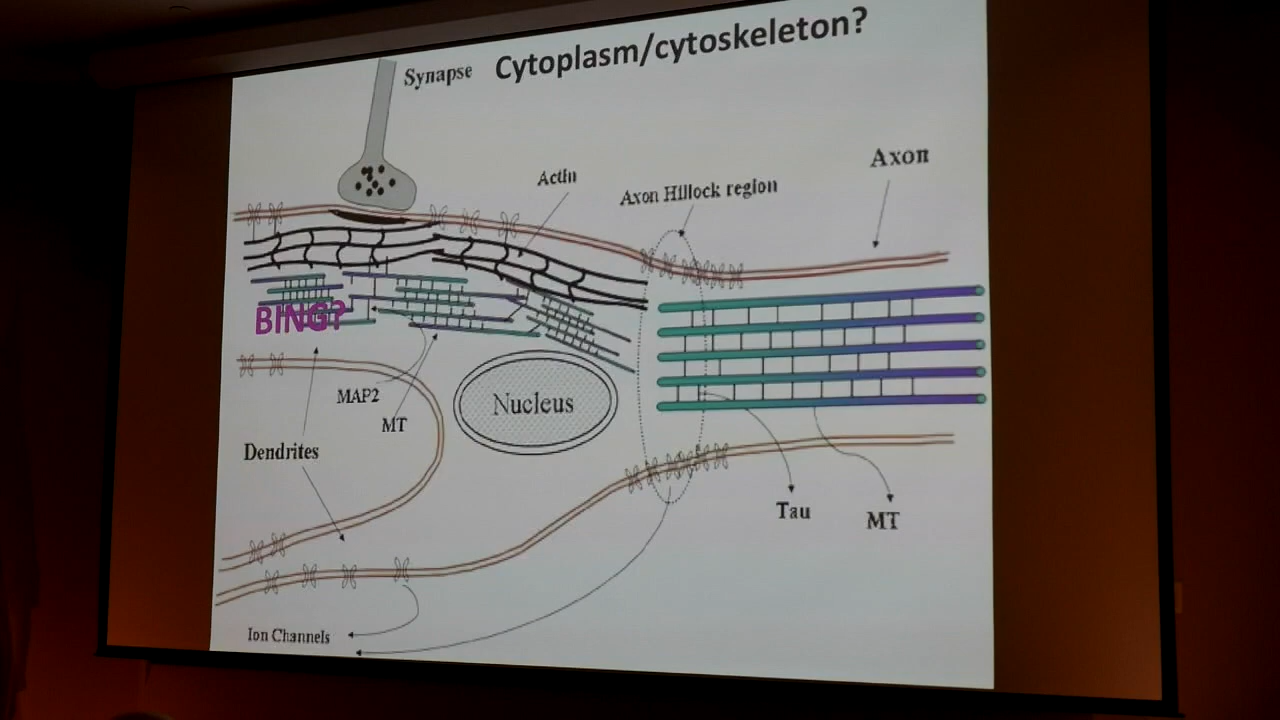 Cytoplasm/cytoskeleton?
Synapse
Actin
Axon Hillock region
Axon
BING?
MAP2
MT
Nucleus
Dendrites
Tau
MT
Ion Channels